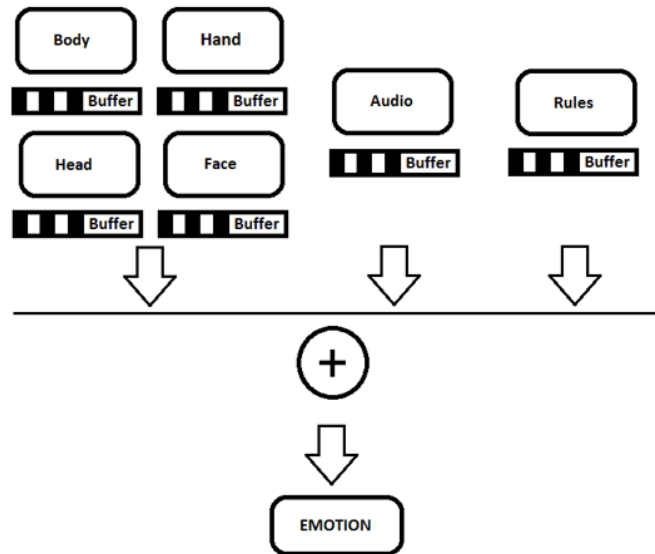 Body
Hand
Buffer
Buffer
Audio
Rules
Head
Face
Buffer
Buffer
Buffer
Buffer
+
EMOTION